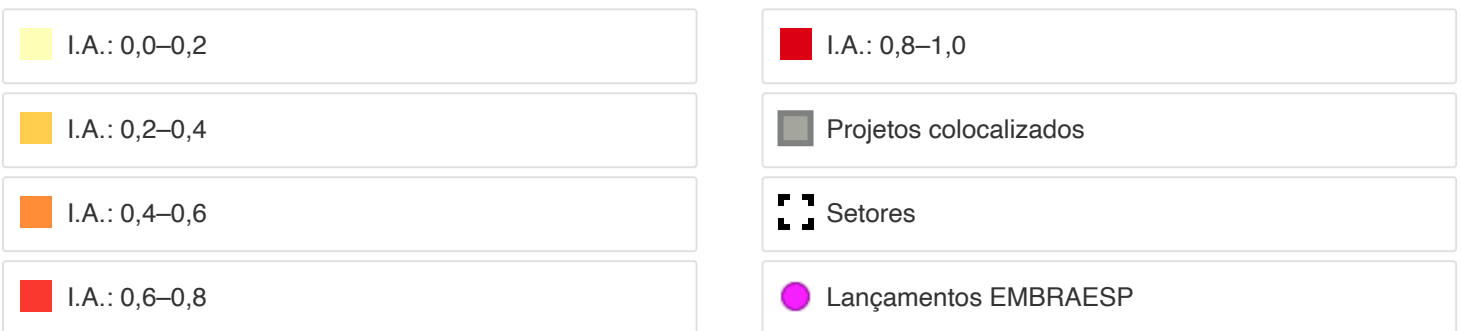 I.A.: 0,0–0,2
I.A.: 0,2–0,4
I.A.: 0,4–0,6
I.A.: 0,6–0,8
I.A.: 0,8–1,0
Projetos colocalizados
Setores
Lançamentos EMBRAESP